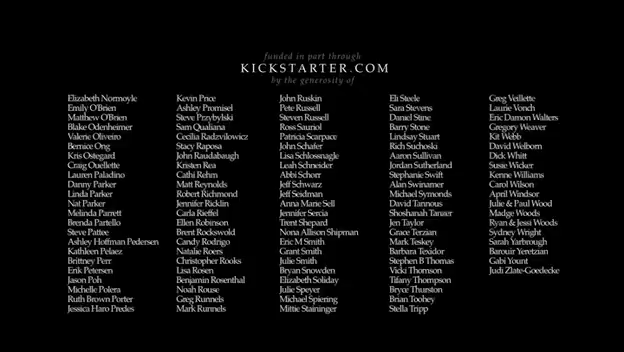 funded in part through
KICKSTARTER.COM
by the generosity of
Elizabeth Normoyle
Emily O'Brien
Matthew O'Brien
Blake Odenheimer
Valerie Oliveiro
Bernice Ong
Kris Ostegard
Craig Ouellette
Lauren Paladino
Danny Parker
Linda Parker
Nat Parker
Melinda Parrett
Brenda Partello
Steve Pattee
Ashley Hoffman Pedersen
Kathleen Pelaez
Brittney Perr
Erik Petersen
Jason Poh
Michelle Polera
Ruth Brown Porter
Jessica Haro Predes
Kevin Price
Ashley Promisel
Steve Przybylski
Sam Qualiana
Cecilia Radzvilowicz
Stacy Raposa
John Raudabaugh
Kristen Rea
Cathi Rehm
Matt Reynolds
Robert Richmond
Jennifer Ricklin
Carla Rieffel
Ellen Robinson
Brent Rockswold
Candy Rodrigo
Natalie Roers
Christopher Rooks
Lisa Rosen
Benjamin Rosenthal
Noah Rouse
Greg Runnels
Mark Runnels
John Ruskin
Pete Russell
Steven Russell
Ross Sauriol
Patricia Scarpace
John Schafer
Lisa Schlossnagle
Leah Schneider
Abbi Schorr
Jeff Schwarz
Jeff Seidman
Anna Marie Sell
Jennifer Sercia
Trent Shepard
Nona Allison Shipman
Eric M Smith
Grant Smith
Julie Smith
Bryan Snowden
Elizabeth Soliday
Julie Speyer
Michael Spiering
Mittie Staininger
Eli Steele
Sara Stevens
Daniel Stine
Barry Stone
Lindsay Stuart
Rich Suchoski
Aaron Sullivan
Jordan Sutherland
Stephanie Swift
Alan Swinamer
Michael Symonds
David Tannous
Shoshanah Tanzer
Jen Taylor
Grace Terzian
Mark Teskey
Barbara Texidor
Stephen B Thomas
Vicki Thomson
Tifany Thompson
Bryce Thurston
Brian Toohey
Stella Tripp
Greg Veillette
Laurie Vonch
Eric Damon Walters
Gregory Weaver
Kit Webb
David Welborn
Dick Whitt
Susie Wicker
Kenne Williams
Carol Wilson
April Windsor
Julie & Paul Wood
Madge Woods
Ryan & Jessi Woods
Sydney Wright
Sarah Yarbrough
Barouir Yeretzian
Gabi Yount
Judi Zlate-Goedecke